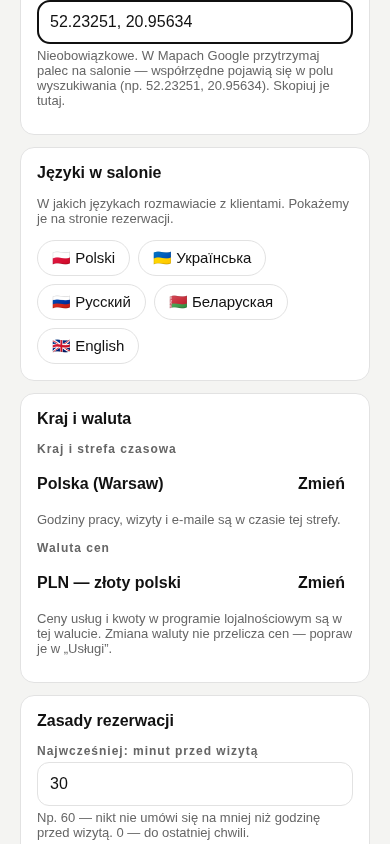 52.23251, 20.95634
Nieobowiązkowe. W Mapach Google przytrzymaj
palec na salonie — współrzędne pojawią się w polu
wyszukiwania (np. 52.23251, 20.95634). Skopiuj je
tutaj.
Języki w salonie
W jakich językach rozmawiacie z klientami. Pokażemy
je na stronie rezerwacji.
Polski
Українська
Русский
Беларуская
English
Kraj i waluta
Kraj i strefa czasowa
Polska (Warsaw) Zmień
Godziny pracy, wizyty i e-maile są w czasie tej strefy.
Waluta cen
PLN — złoty polski Zmień
Ceny usług i kwoty w programie lojalnościowym są w
tej walucie. Zmiana waluty nie przelicza cen — popraw
je w „Usługi”.
Zasady rezerwacji
Najwcześniej: minut przed wizytą
30
Np. 60 — nikt nie umówi się na mniej niż godzinę
przed wizytą. 0 — do ostatniej chwili.